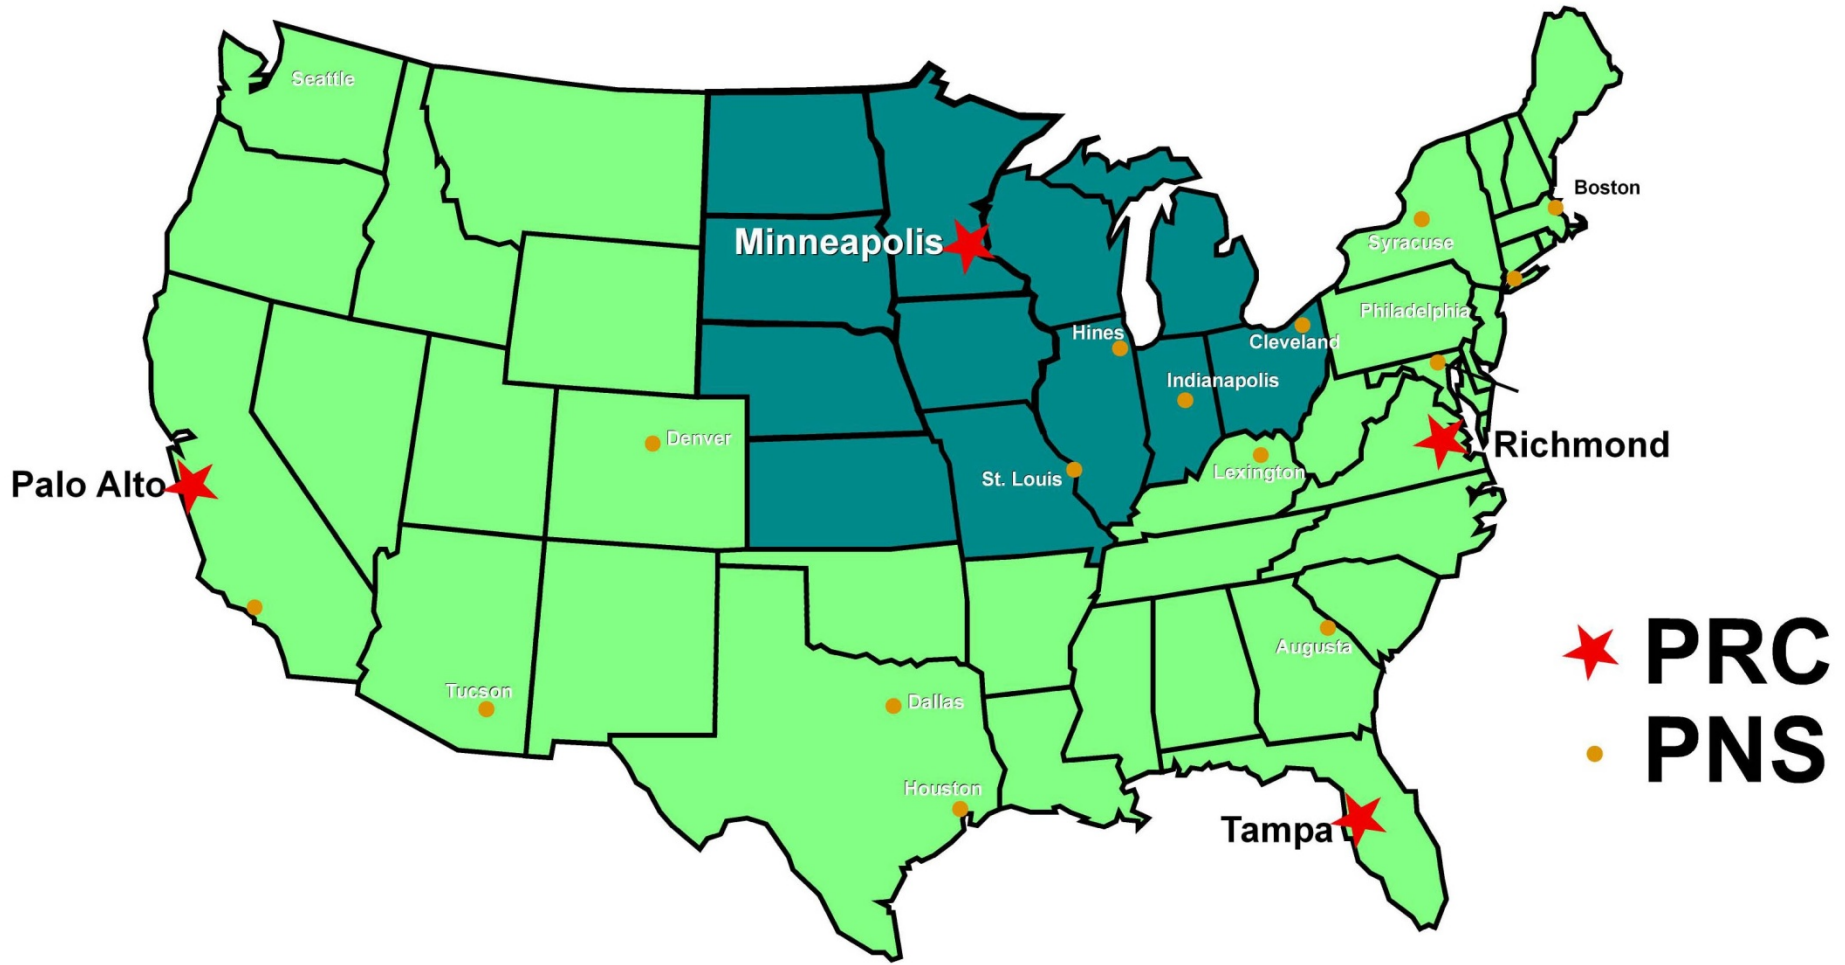 Seattle
Boston
Syracuse
Minneapolis
Philadelphia
Hines
Cleveland
Indianapolis
Denver
Richmond
Palo Alto
St. Louis
Lexington
PRC
Augusta
Tucson
Dallas
PNS
Houston
Tampa